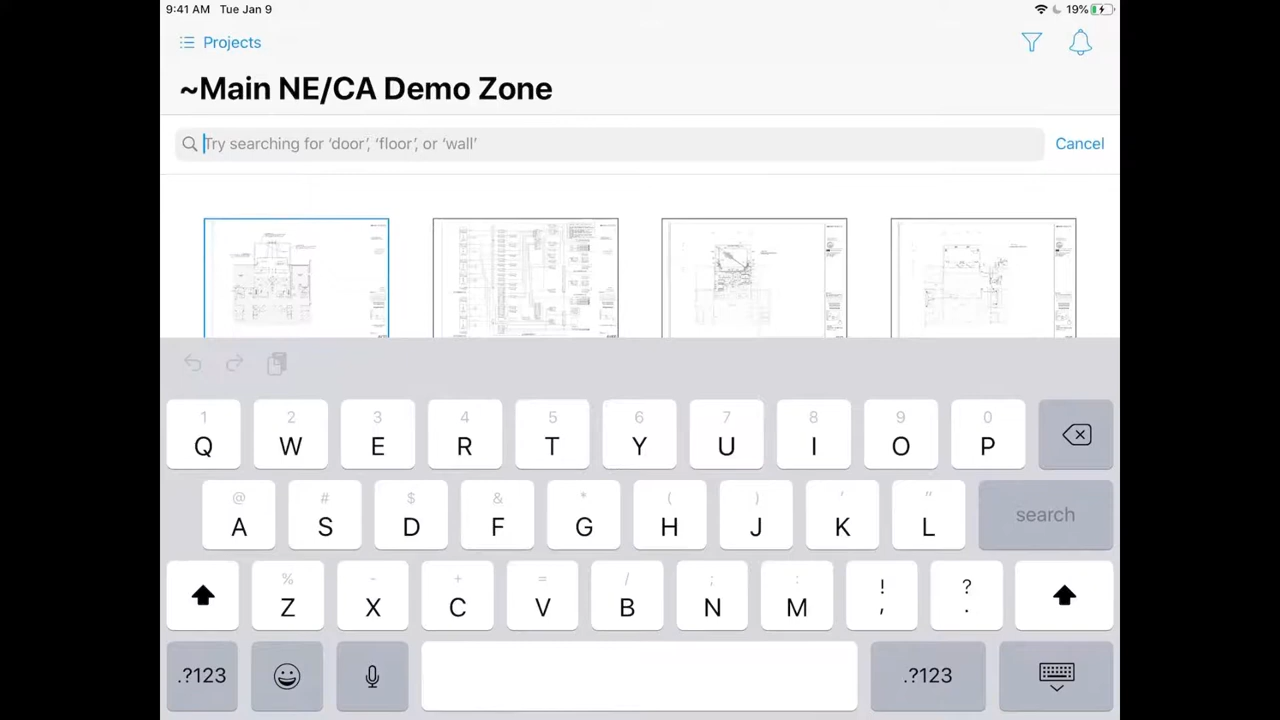 9:41 AM Tue Jan 9 19%
Projects
~Main NE/CA Demo Zone
Try searching for ‘door’, ‘floor’, or ‘wall’ Cancel
1 2 3 4 5 6 7 8 9 0
Q W E R T Y U I O P
@ # $ & * ( ) ' "
A S D F G H J K L search
% - + = / ; : ! ?
Z X C V B N M , .
.?123 .?123